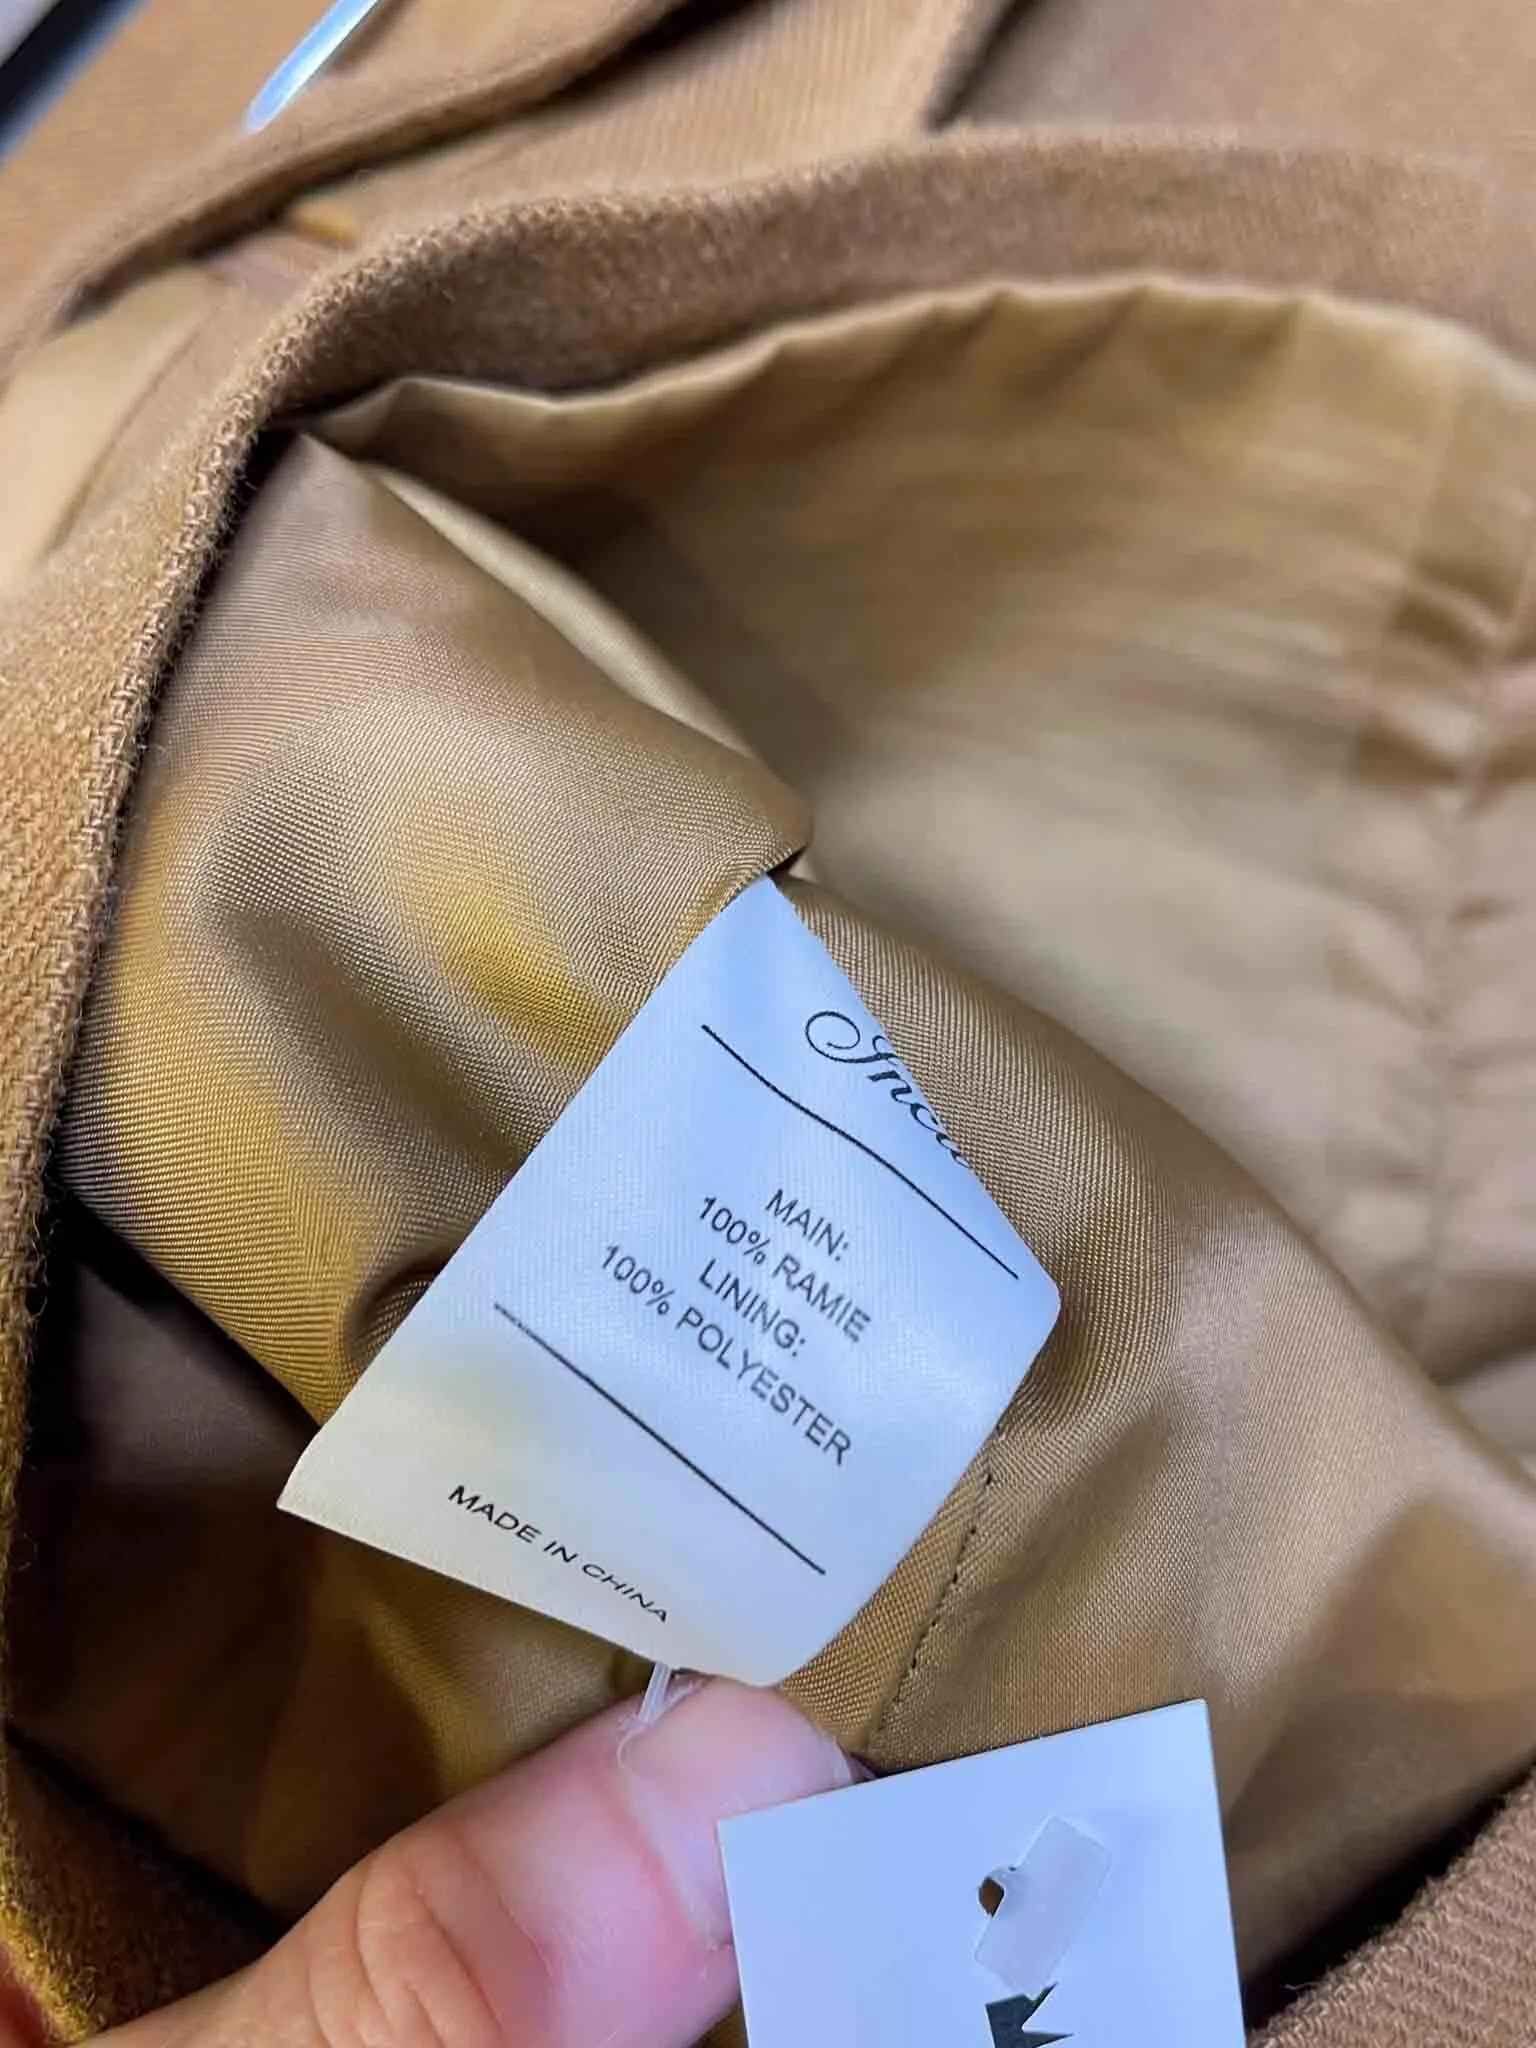 MAIN:
100% RAMIE
LINING:
100% POLYESTER
MADE IN CHINA